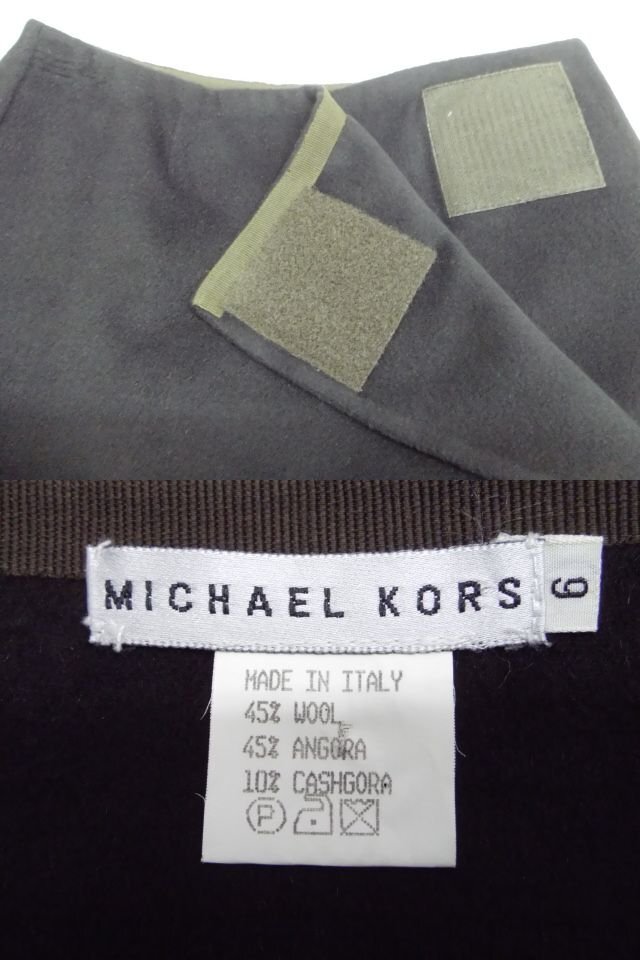 MICHAEL KORS
6
MADE IN ITALY
45% WOOL
45% ANGORA
10% CASHGORA
P